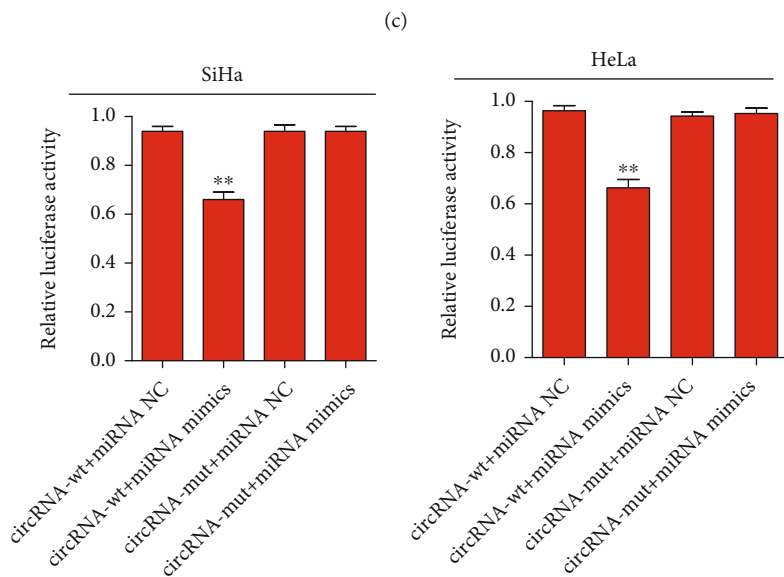 (c)
SiHa
Relative luciferase activity
1.0
0.8
0.6
0.4
0.2
0.0
**
circRNA-wt+miRNA NC
circRNA-wt+miRNA mimics
circRNA-mut+miRNA NC
circRNA-mut+miRNA mimics
HeLa
Relative luciferase activity
1.0
0.8
0.6
0.4
0.2
0.0
**
circRNA-wt+miRNA NC
circRNA-wt+miRNA mimics
circRNA-mut+miRNA NC
circRNA-mut+miRNA mimics